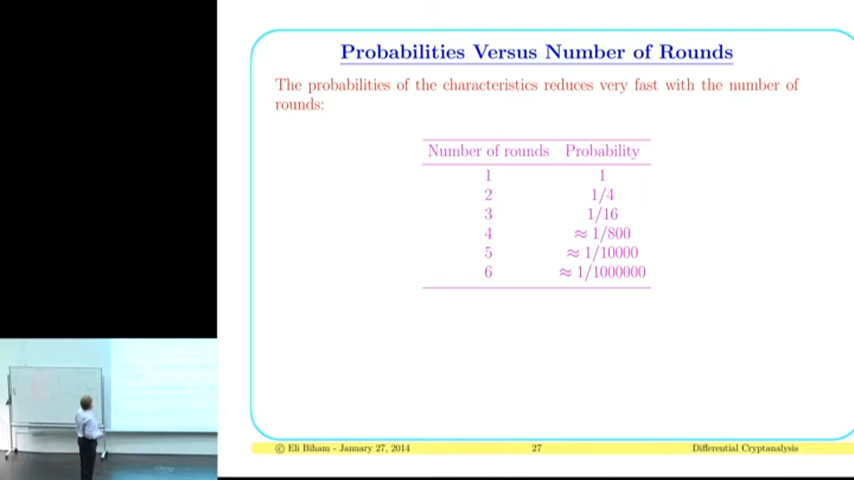 Probabilities Versus Number of Rounds
The probabilities of the characteristics reduces very fast with the number of
rounds:
Number of rounds Probability
1 1
2 1/4
3 1/16
4 ≈ 1/800
5 ≈ 1/10000
6 ≈ 1/1000000
© Eli Biham - January 27, 2014 27 Differential Cryptanalysis